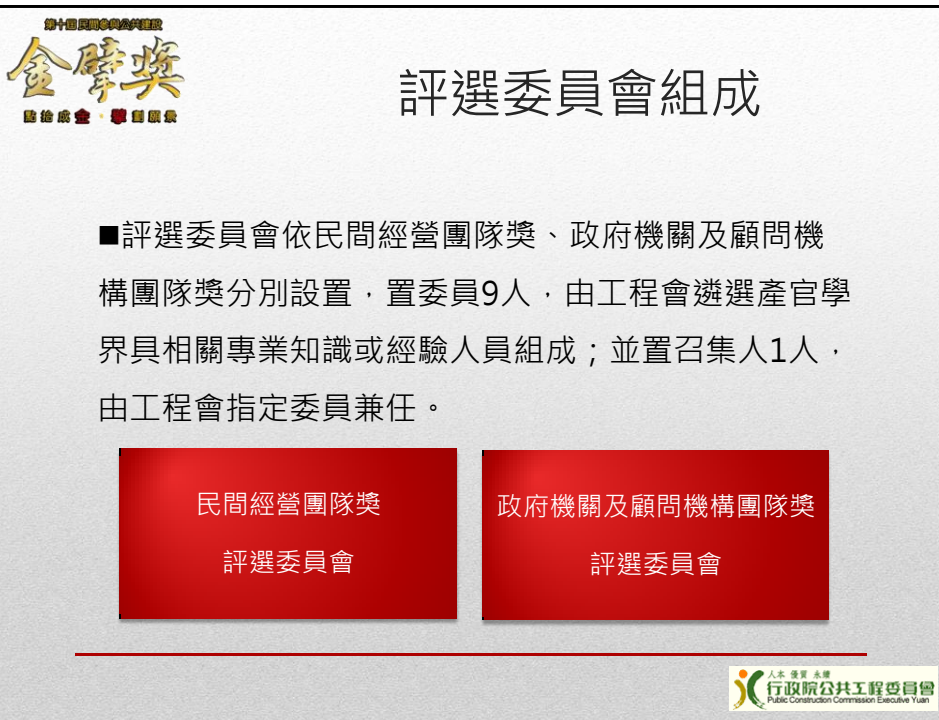 第十屆民間參與公共建設
金擘獎
點拾成金．擘劃願景
評選委員會組成
■評選委員會依民間經營團隊獎、政府機關及顧問機
構團隊獎分別設置，置委員9人，由工程會遴選產官學
界具相關專業知識或經驗人員組成；並置召集人1人，
由工程會指定委員兼任。
民間經營團隊獎
評選委員會
政府機關及顧問機構團隊獎
評選委員會
人本 優質 永續
行政院公共工程委員會
Public Construction Commission Executive Yuan